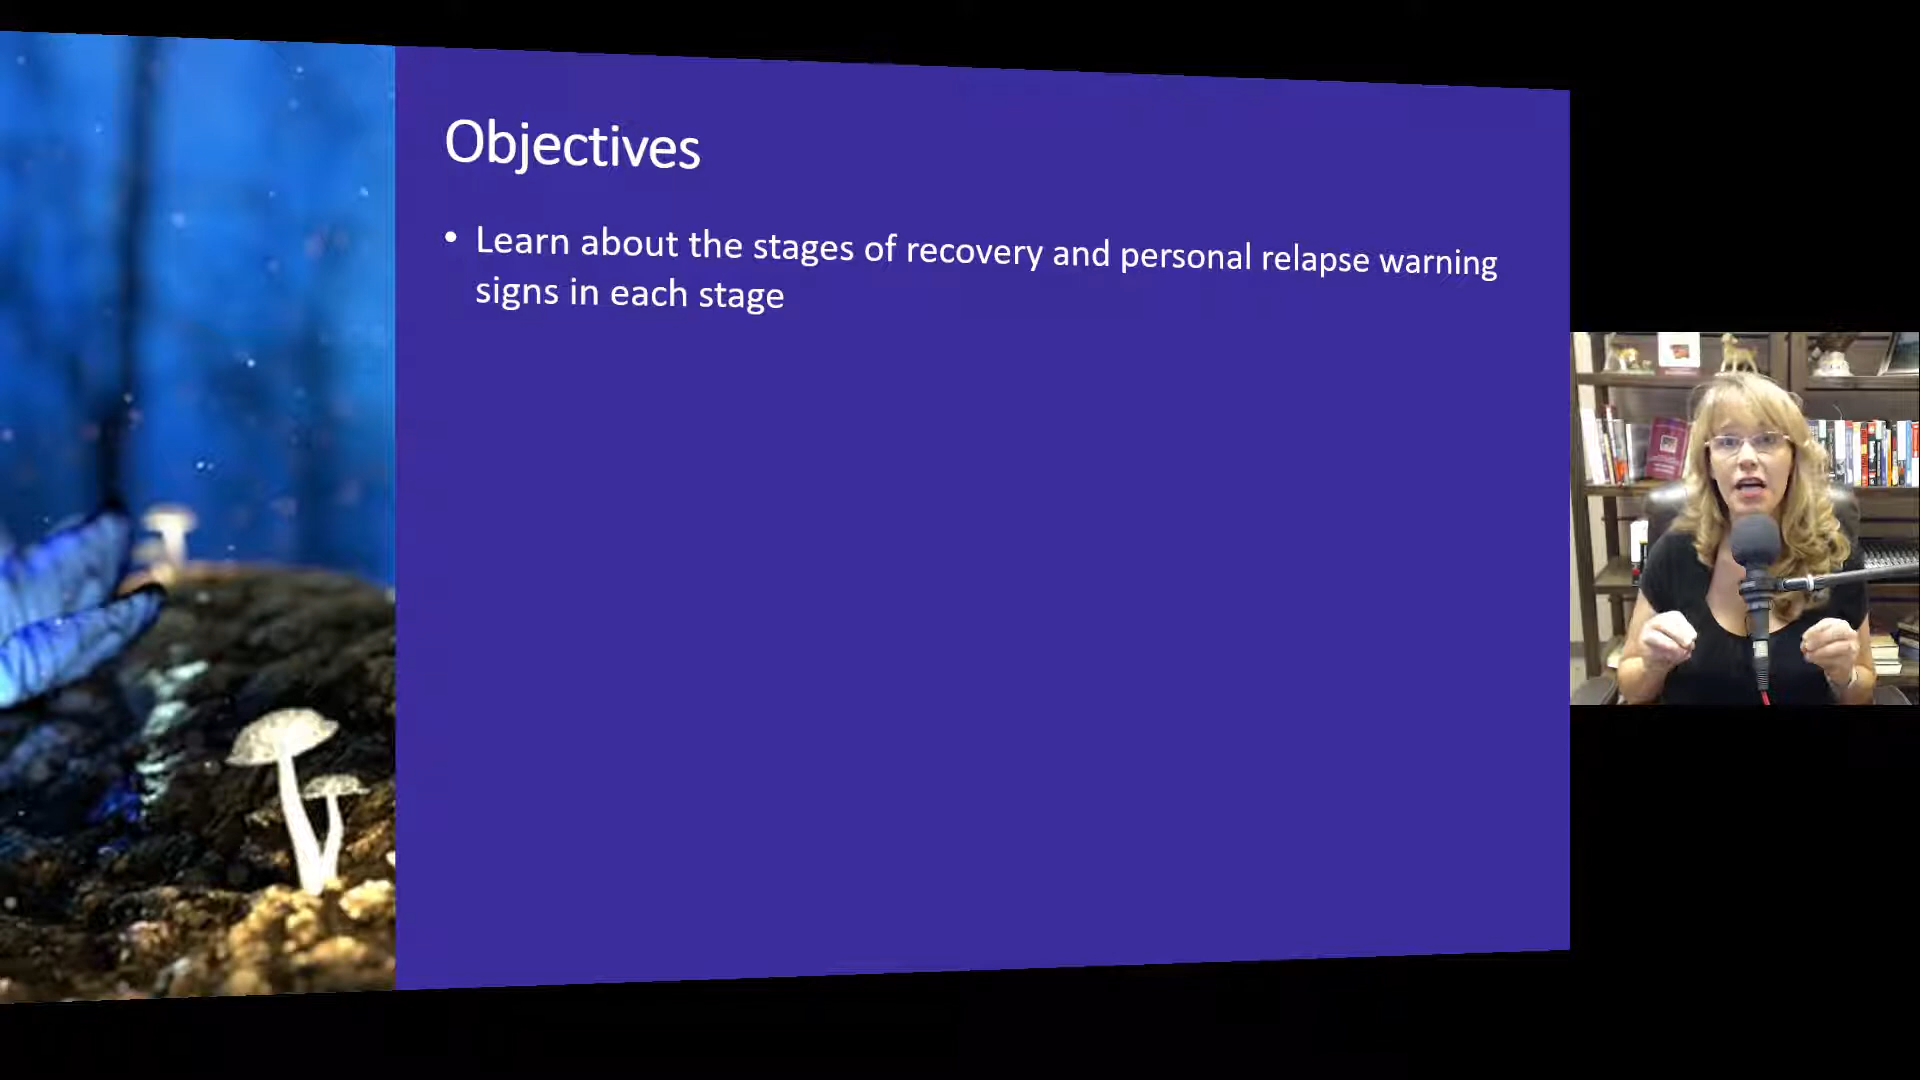 Objectives
• Learn about the stages of recovery and personal relapse warning
signs in each stage